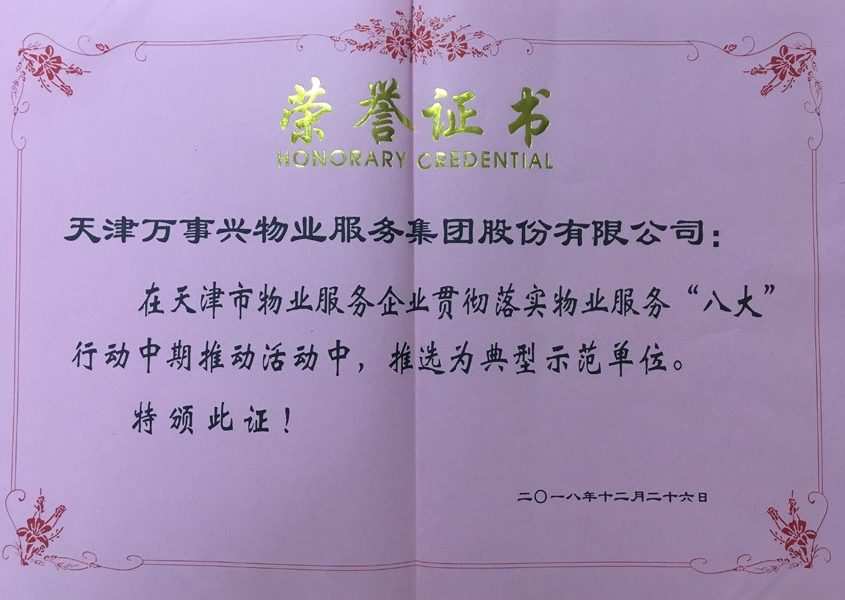 荣誉证书
HONORARY CREDENTIAL
天津万事兴物业服务集团股份有限公司：
在天津市物业服务企业贯彻落实物业服务“八大”
行动中期推动活动中，推选为典型示范单位。
特颁此证！
二〇一八年十二月二十六日